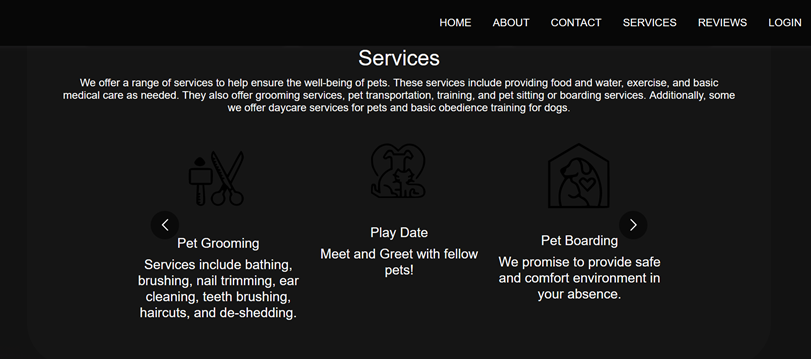 HOME ABOUT CONTACT SERVICES REVIEWS LOGIN
Services
We offer a range of services to help ensure the well-being of pets. These services include providing food and water, exercise, and basic
medical care as needed. They also offer grooming services, pet transportation, training, and pet sitting or boarding services. Additionally, some
we offer daycare services for pets and basic obedience training for dogs.
Pet Grooming
Services include bathing,
brushing, nail trimming, ear
cleaning, teeth brushing,
haircuts, and de-shedding.
Play Date
Meet and Greet with fellow
pets!
Pet Boarding
We promise to provide safe
and comfort environment in
your absence.